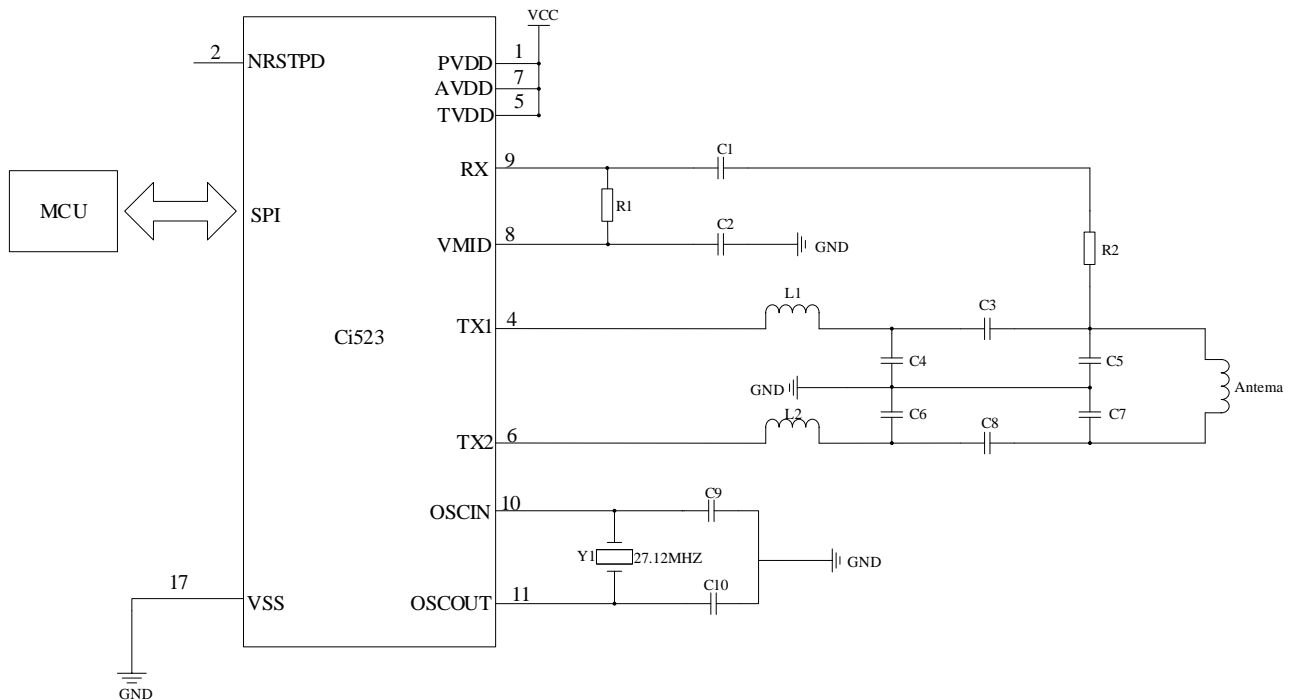 VCC
2
NRSTPD
1
PVDD
7
AVDD
5
TVDD
9
RX
C1
MCU
SPI
R1
8
VMID
C2
GND
R2
L1
4
TX1
C3
Ci523
C4
C5
GND
Antema
L2
C6
C7
6
TX2
C8
10
OSCIN
C9
Y1
27.12MHZ
GND
17
VSS
11
OSCOUT
C10
GND